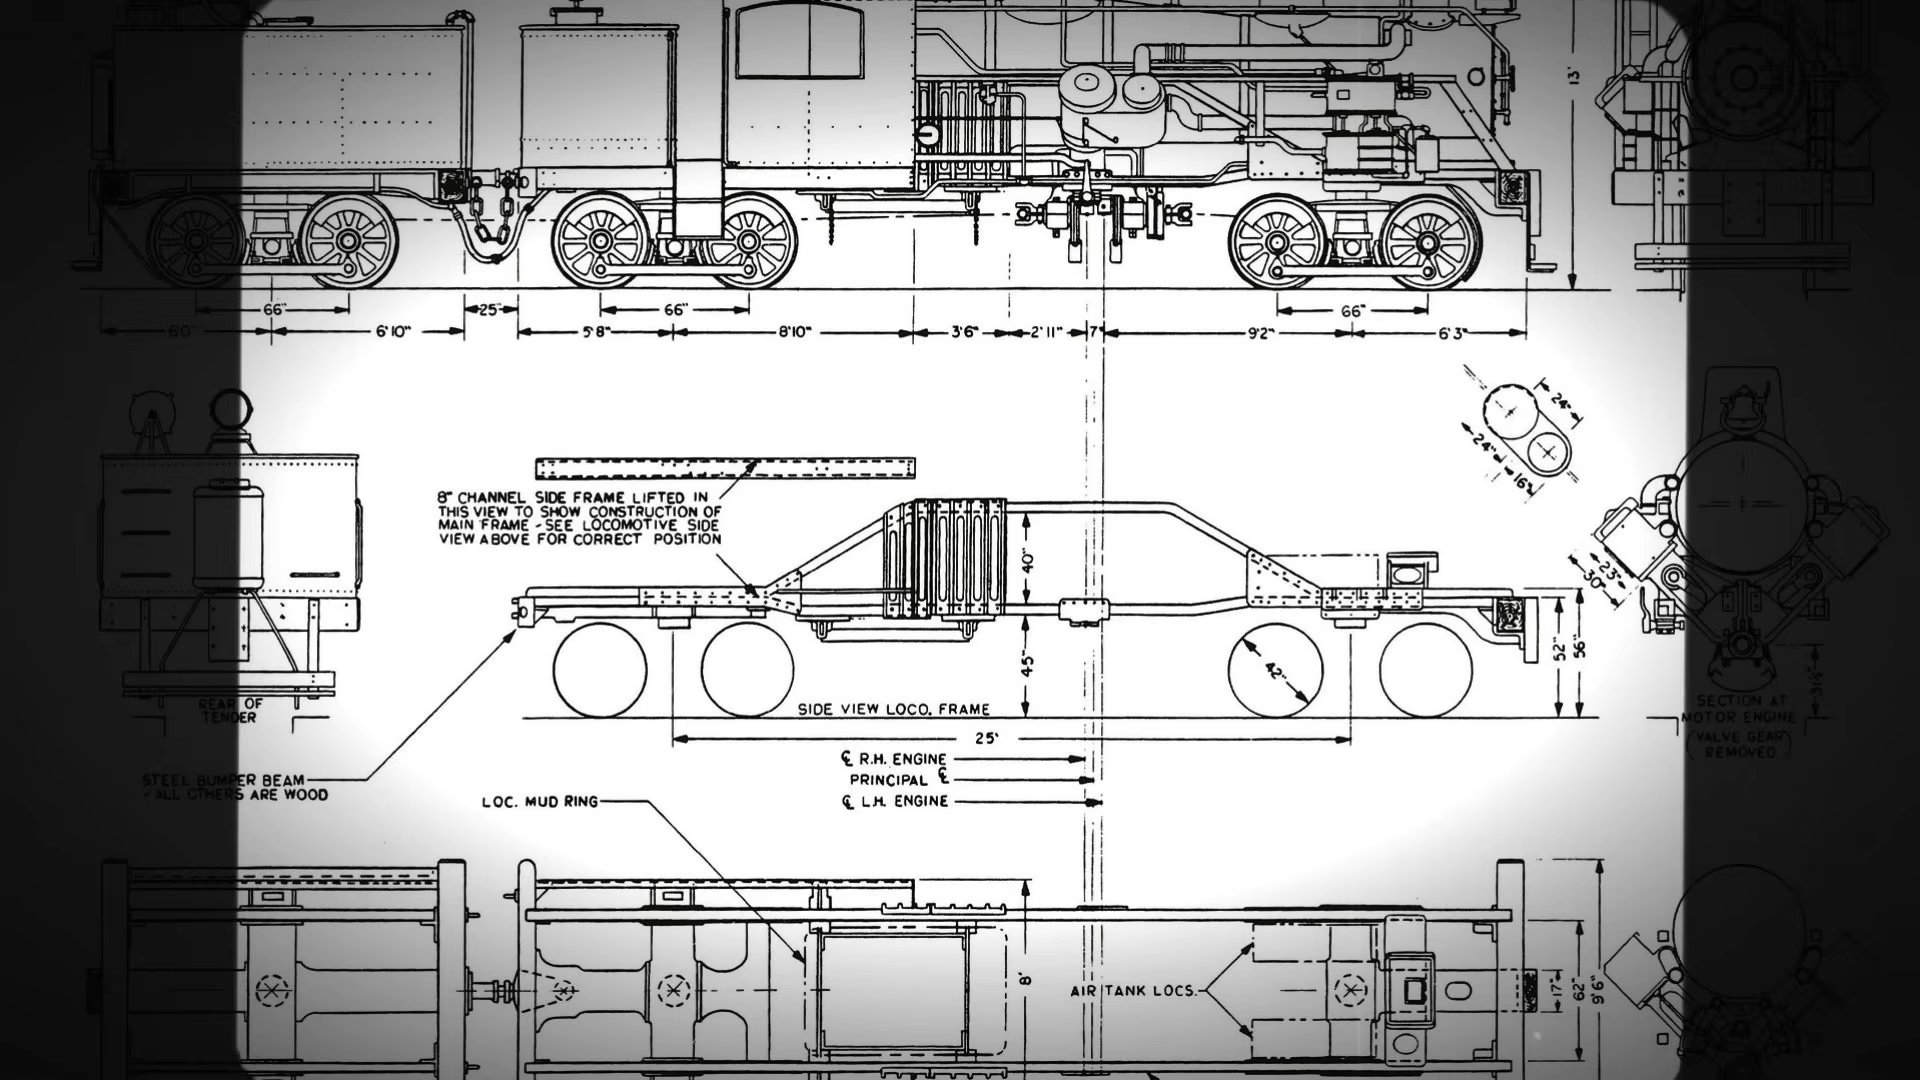 13'
66"
25"
66"
66"
6'0"
6'10"
5'8"
8'10"
3'6"
2'11"
7"
9'2"
6'3"
24"
24"
16"
8" CHANNEL SIDE FRAME LIFTED IN
THIS VIEW TO SHOW CONSTRUCTION OF
MAIN FRAME - SEE LOCOMOTIVE SIDE
VIEW ABOVE FOR CORRECT POSITION
40"
23"
30"
45"
42"
52"
56"
REAR OF
TENDER
SIDE VIEW LOCO. FRAME
SECTION AT
MOTOR ENGINE
(VALVE GEAR
REMOVED)
25'
℄ R.H. ENGINE
PRINCIPAL ℄
℄ L.H. ENGINE
STEEL BUMPER BEAM
- ALL OTHERS ARE WOOD
LOC. MUD RING
8'
AIR TANK LOCS.
17"
62"
9'6"